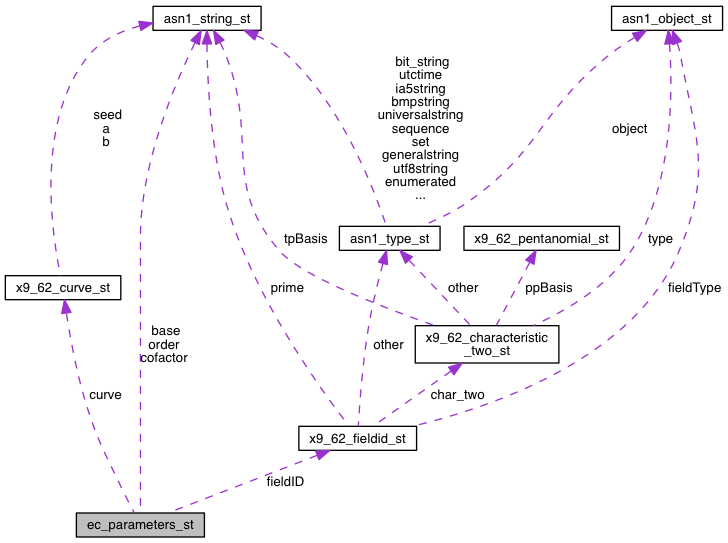 asn1_string_st
asn1_object_st
bit_string
utctime
ia5string
bmpstring
universalstring
sequence
set
generalstring
utf8string
enumerated
...
seed
a
b
object
tpBasis
asn1_type_st
x9_62_pentanomial_st
type
x9_62_curve_st
prime
other
ppBasis
fieldType
base
order
cofactor
other
x9_62_characteristic
_two_st
curve
char_two
x9_62_fieldid_st
fieldID
ec_parameters_st